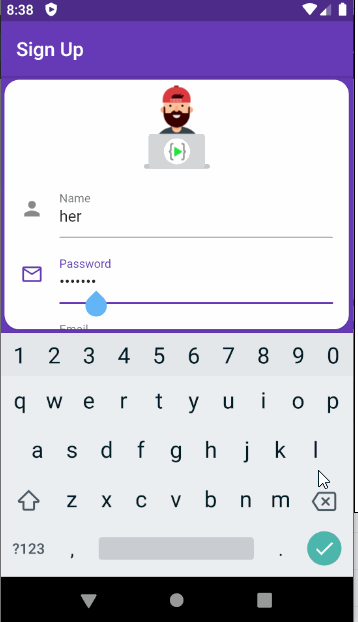 8:38
Sign Up
Name
her
Password
•••••••
Email
1 2 3 4 5 6 7 8 9 0
q w e r t y u i o p
a s d f g h j k l
z x c v b n m
?123 , .